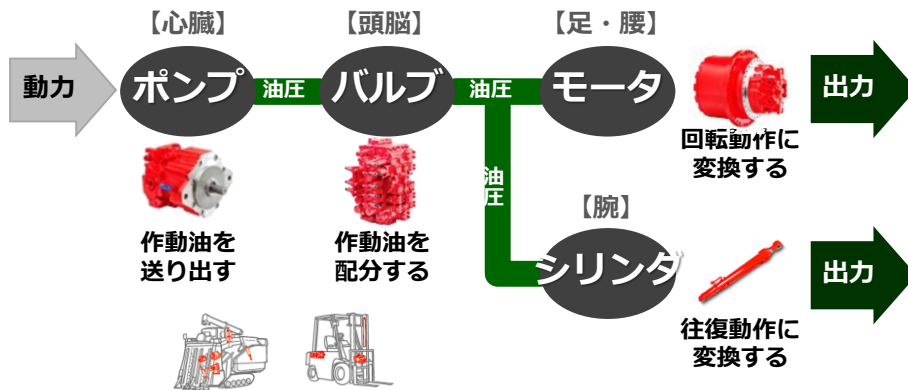 【心臓】
【頭脳】
【足・腰】
動力
ポンプ
油圧
バルブ
油圧
モータ
出力
回転動作に
変換する
作動油を
送り出す
作動油を
配分する
油圧
【腕】
シリンダ
出力
往復動作に
変換する